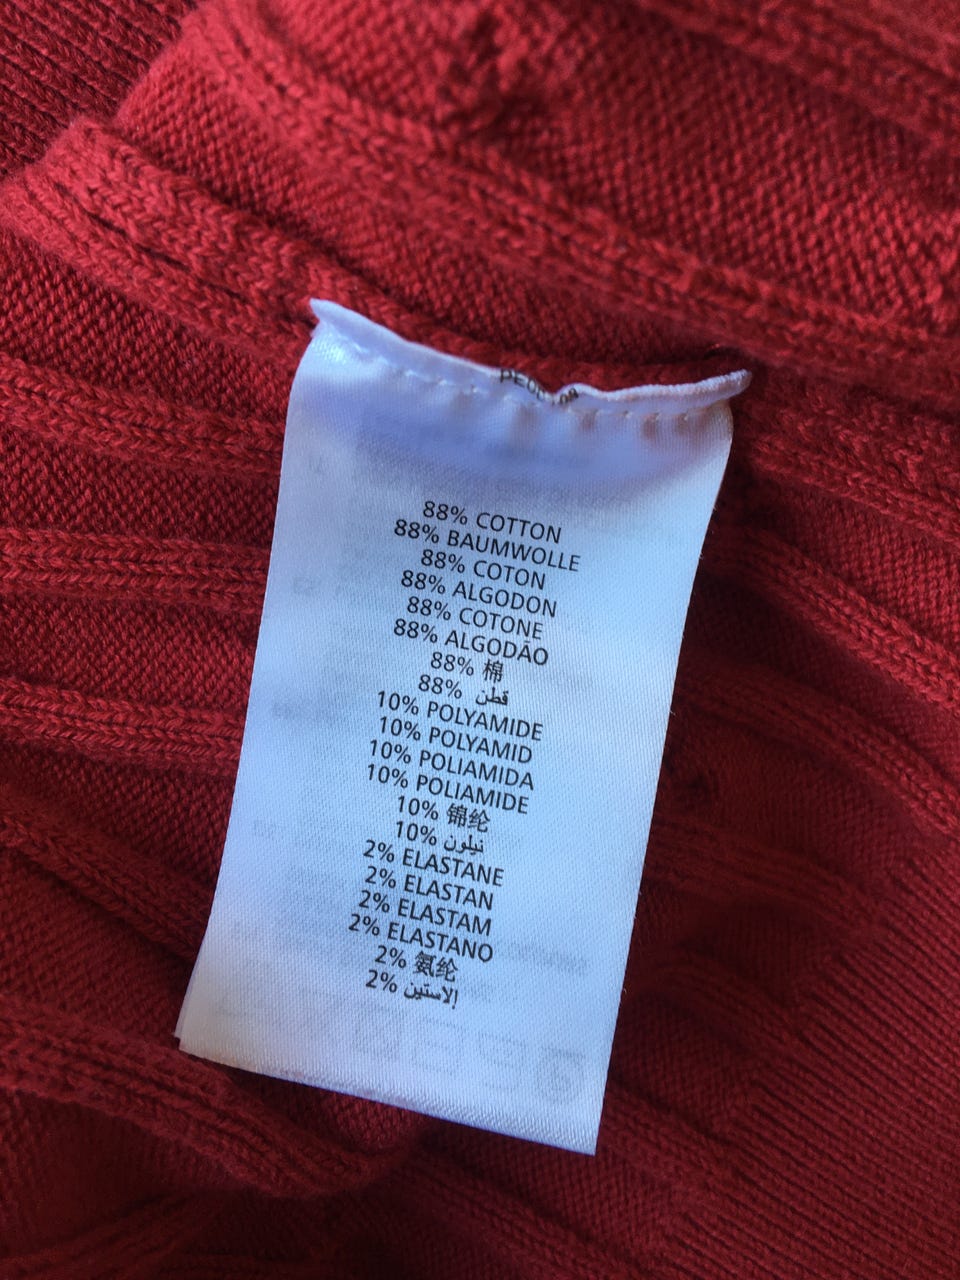 88% COTTON
88% BAUMWOLLE
88% COTON
88% ALGODON
88% COTONE
88% ALGODÃO
88% 棉
88% قطن
10% POLYAMIDE
10% POLYAMID
10% POLIAMIDA
10% POLIAMIDE
10% 锦纶
10% نيلون
2% ELASTANE
2% ELASTAN
2% ELASTAM
2% ELASTANO
2% 氨纶
2% إلاستين